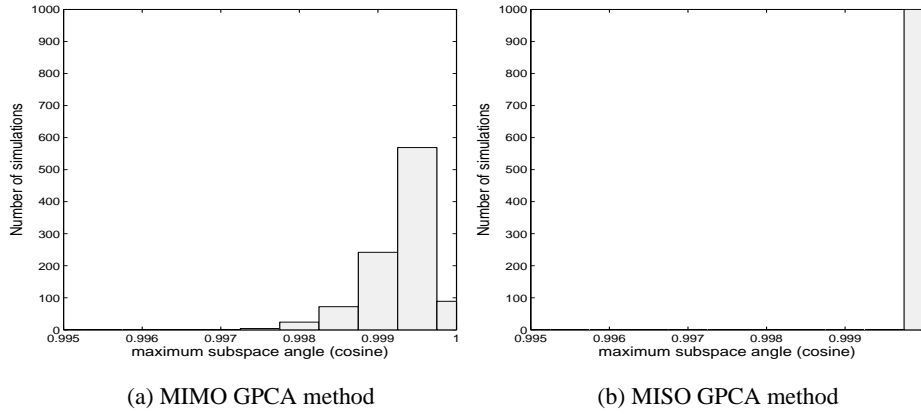 1000
900
800
700
600
500
400
300
200
100
0
Number of simulations
0.995 0.996 0.997 0.998 0.999 1
maximum subspace angle (cosine)
(a) MIMO GPCA method
1000
900
800
700
600
500
400
300
200
100
0
Number of simulations
0.995 0.996 0.997 0.998 0.999
maximum subspace angle (cosine)
(b) MISO GPCA method